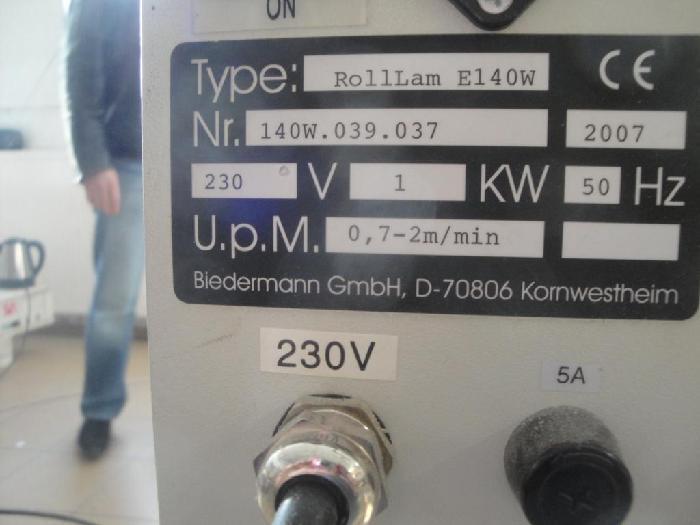 ON
Type: RollLam E140W CE
Nr. 140W.039.037 2007
230 V 1 KW 50 Hz
U.p.M. 0,7-2m/min
Biedermann GmbH, D-70806 Kornwestheim
230V
5A